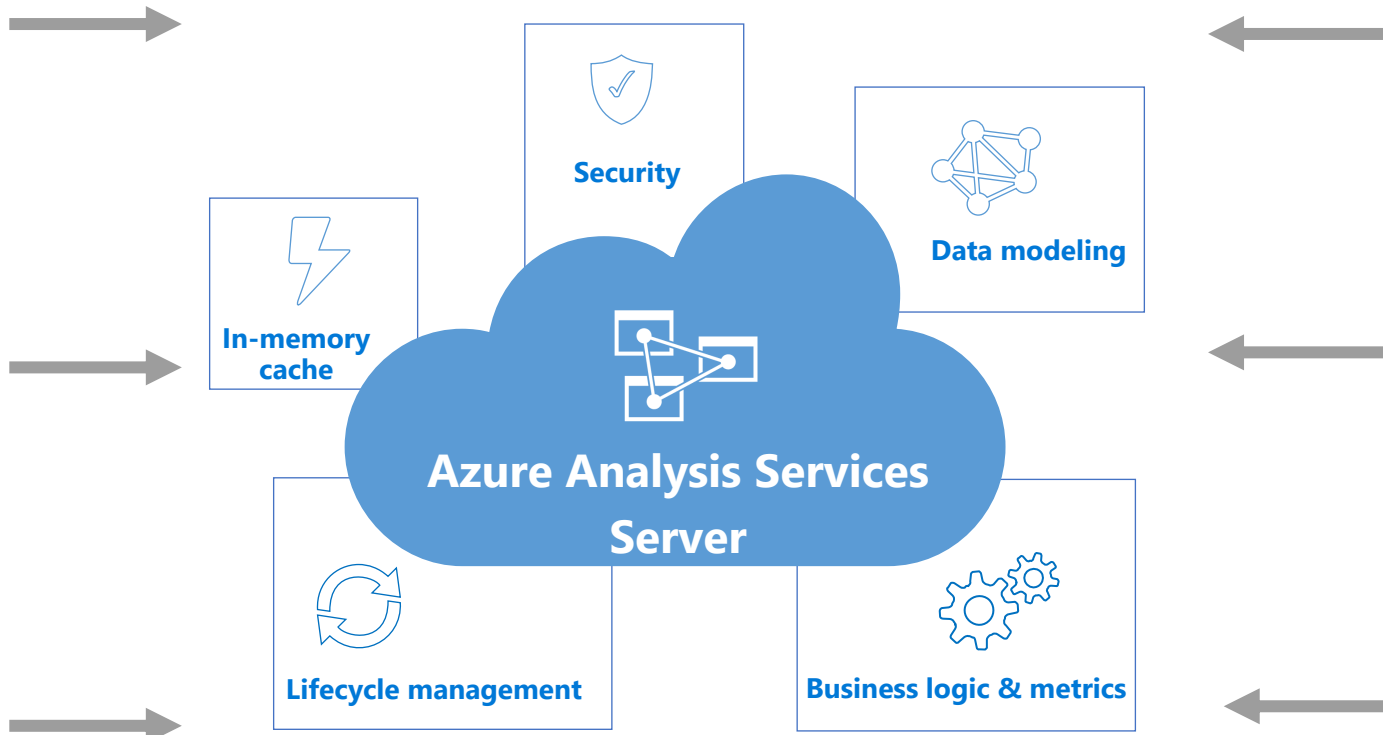 Security
Data modeling
In-memory
cache
Azure Analysis Services
Server
Lifecycle management
Business logic & metrics